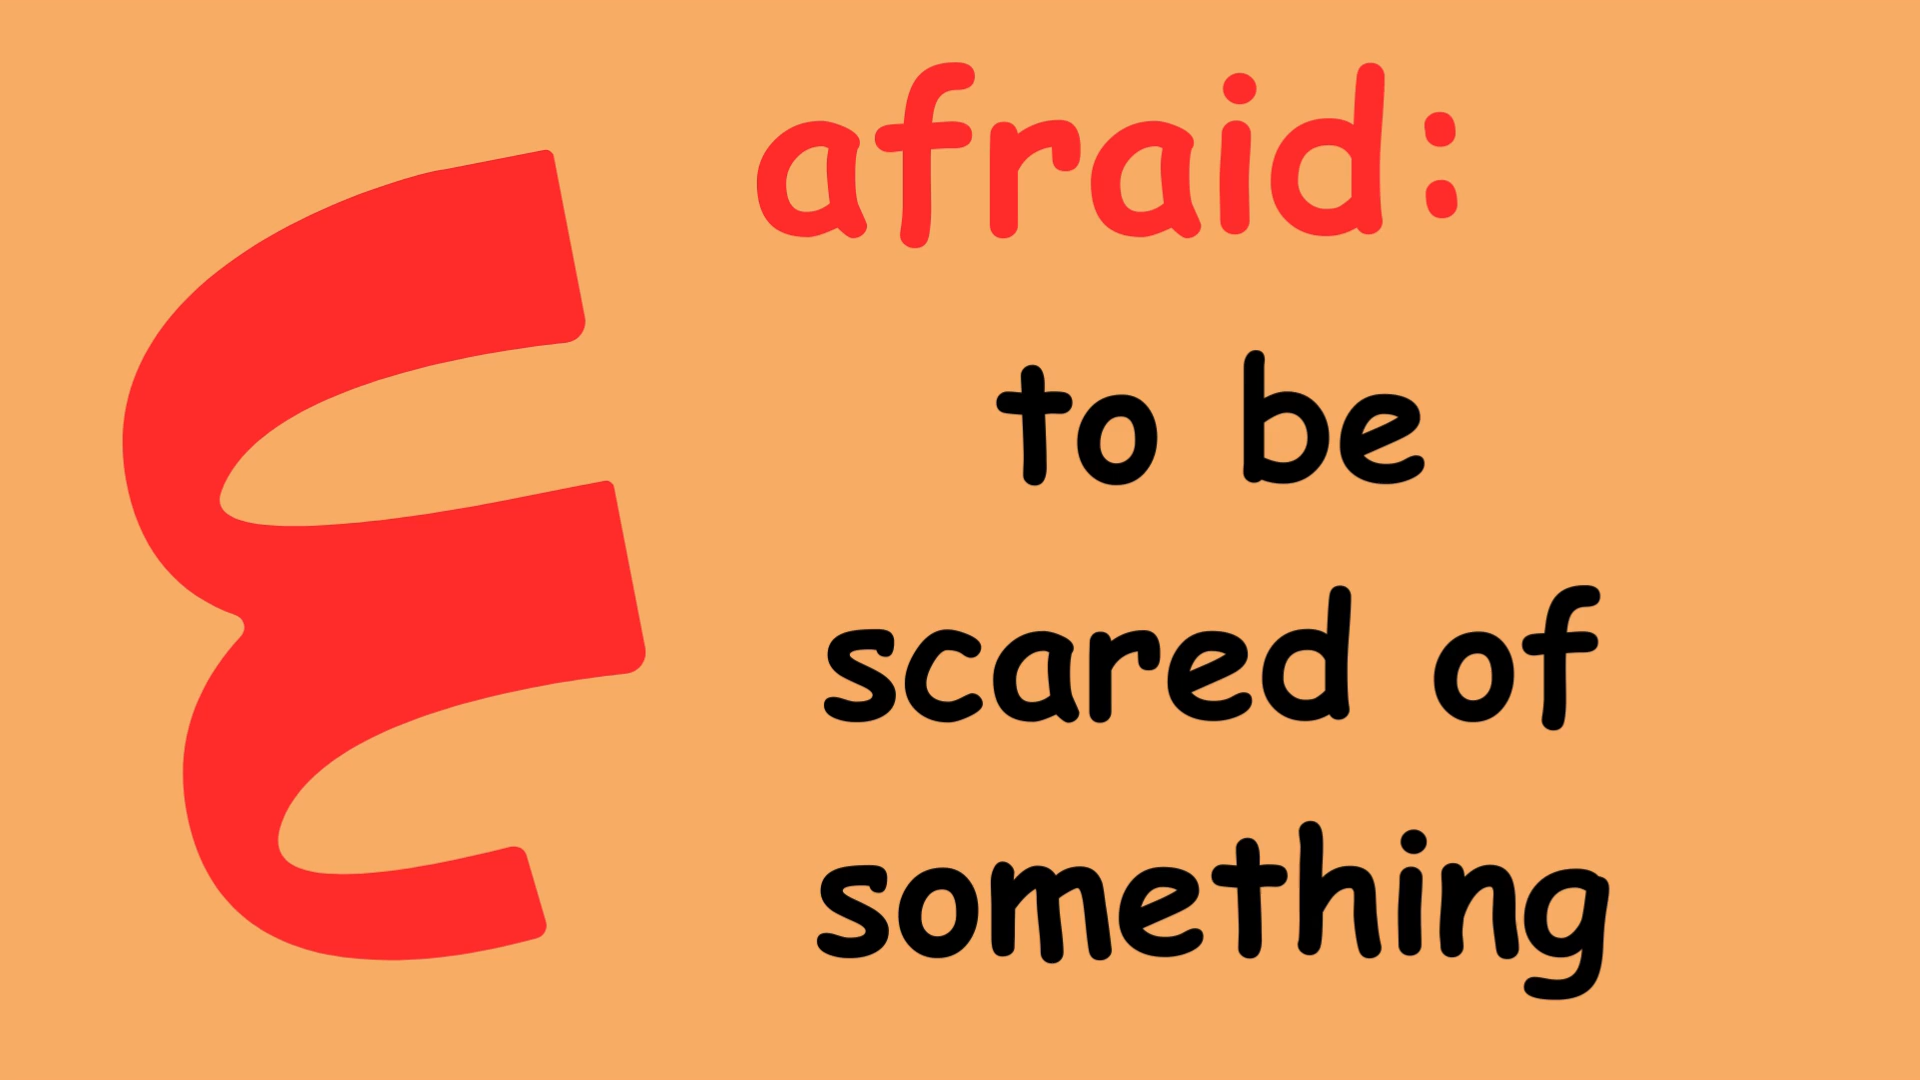 afraid:
to be
scared of
something